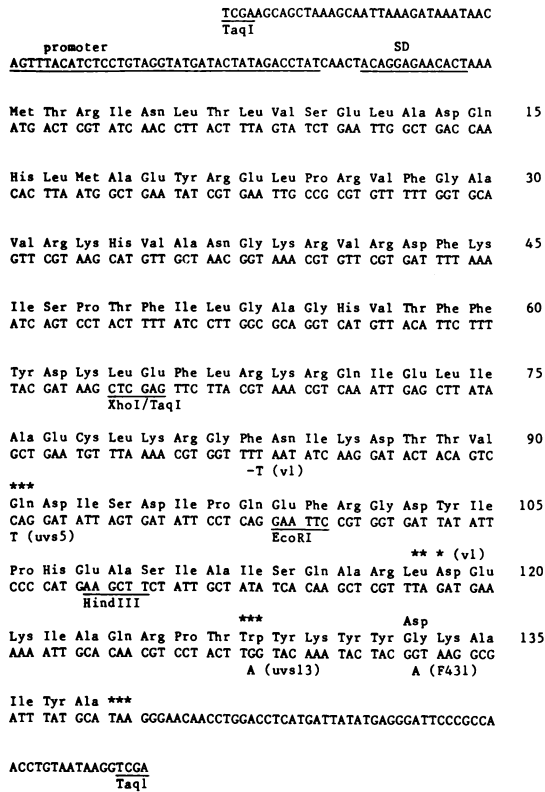 TCGAAGCAGCTAAAGCAATTAAAGATAAATAAC
TaqI
promoter SD
AGTTTACATCTCCTGTAGGTATGATACTATAGACCTATCAACTACAGGAGAACACTAAA
Met Thr Arg Ile Asn Leu Thr Leu Val Ser Glu Leu Ala Asp Gln 15
ATG ACT CGT ATC AAC CTT ACT TTA GTA TCT GAA TTG GCT GAC CAA
His Leu Met Ala Glu Tyr Arg Glu Leu Pro Arg Val Phe Gly Ala 30
CAC TTA ATG GCT GAA TAT CGT GAA TTG CCG CGT GTT TTT GGT GCA
Val Arg Lys His Val Ala Asn Gly Lys Arg Val Arg Asp Phe Lys 45
GTT CGT AAG CAT GTT GCT AAC GGT AAA CGT GTT CGT GAT TTT AAA
Ile Ser Pro Thr Phe Ile Leu Gly Ala Gly His Val Thr Phe Phe 60
ATC AGT CCT ACT TTT ATC CTT GGC GCA GGT CAT GTT ACA TTC TTT
Tyr Asp Lys Leu Glu Phe Leu Arg Lys Arg Gln Ile Glu Leu Ile 75
TAC GAT AAG CTC GAG TTC TTA CGT AAA CGT CAA ATT GAG CTT ATA
XhoI/TaqI
Ala Glu Cys Leu Lys Arg Gly Phe Asn Ile Lys Asp Thr Thr Val 90
GCT GAA TGT TTA AAA CGT GGT TTT AAT ATC AAG GAT ACT ACA GTC
-T (vl)
***
Gln Asp Ile Ser Asp Ile Pro Gln Glu Phe Arg Gly Asp Tyr Ile 105
CAG GAT ATT AGT GAT ATT CCT CAG GAA TTC CGT GGT GAT TAT ATT
T (uvs5) EcoRI
** * (vl)
Pro His Glu Ala Ser Ile Ala Ile Ser Gln Ala Arg Leu Asp Glu 120
CCC CAT GAA GCT TCT ATT GCT ATA TCA CAA GCT CGT TTA GAT GAA
HindIII
*** Asp
Lys Ile Ala Gln Arg Pro Thr Trp Tyr Lys Tyr Tyr Gly Lys Ala 135
AAA ATT GCA CAA CGT CCT ACT TGG TAC AAA TAC TAC GGT AAG GCG
A (uvs13) A (F431)
Ile Tyr Ala ***
ATT TAT GCA TAA GGGAACAACCTGGACCTCATGATTATATGAGGGATTCCCGCCA
ACCTGTAATAAGGTCGA
TaqI